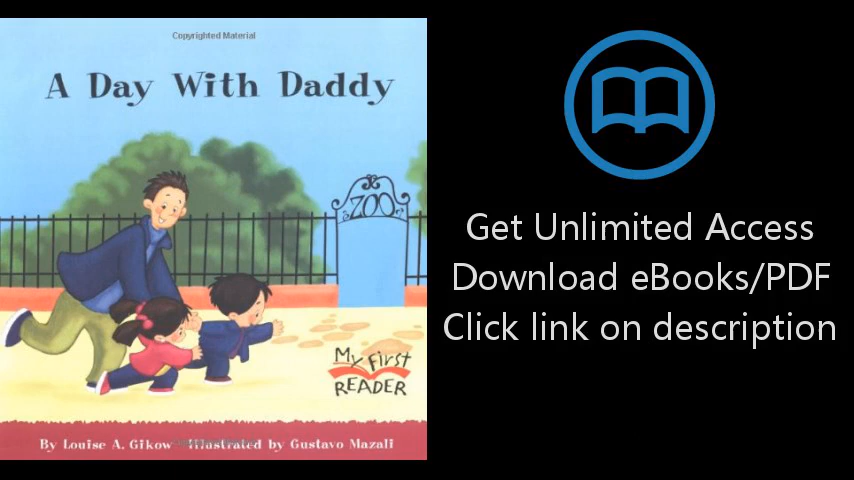 Copyrighted Material
A Day With Daddy
ZOO
My First
READER
By Louise A. Gikow Illustrated by Gustavo Mazali
Get Unlimited Access
Download eBooks/PDF
Click link on description